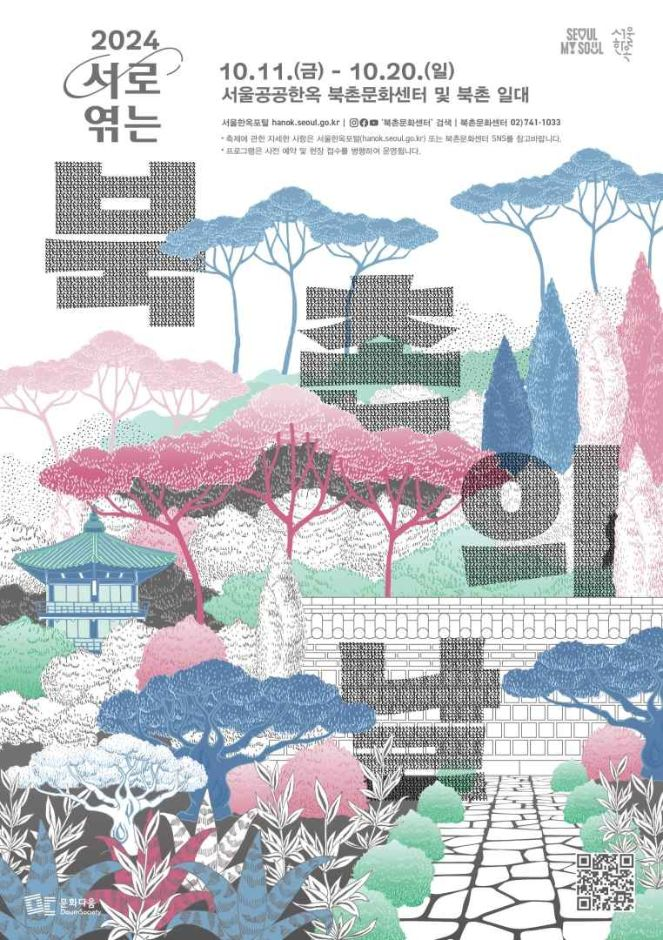 2024
서로
엮는
SEOUL
MY SOUL
서울
한옥
10.11.(금) - 10.20.(일)
서울공공한옥 북촌문화센터 및 북촌 일대
서울한옥포털 hanok.seoul.go.kr | '북촌문화센터' 검색 | 북촌문화센터 02)741-1033
* 축제에 관한 자세한 사항은 서울한옥포털(hanok.seoul.go.kr) 또는 북촌문화센터 SNS를 참고바랍니다.
* 프로그램은 사전 예약 및 현장 접수를 병행하여 운영됩니다.
북
촌
의
날
문화다움
DaumSociety